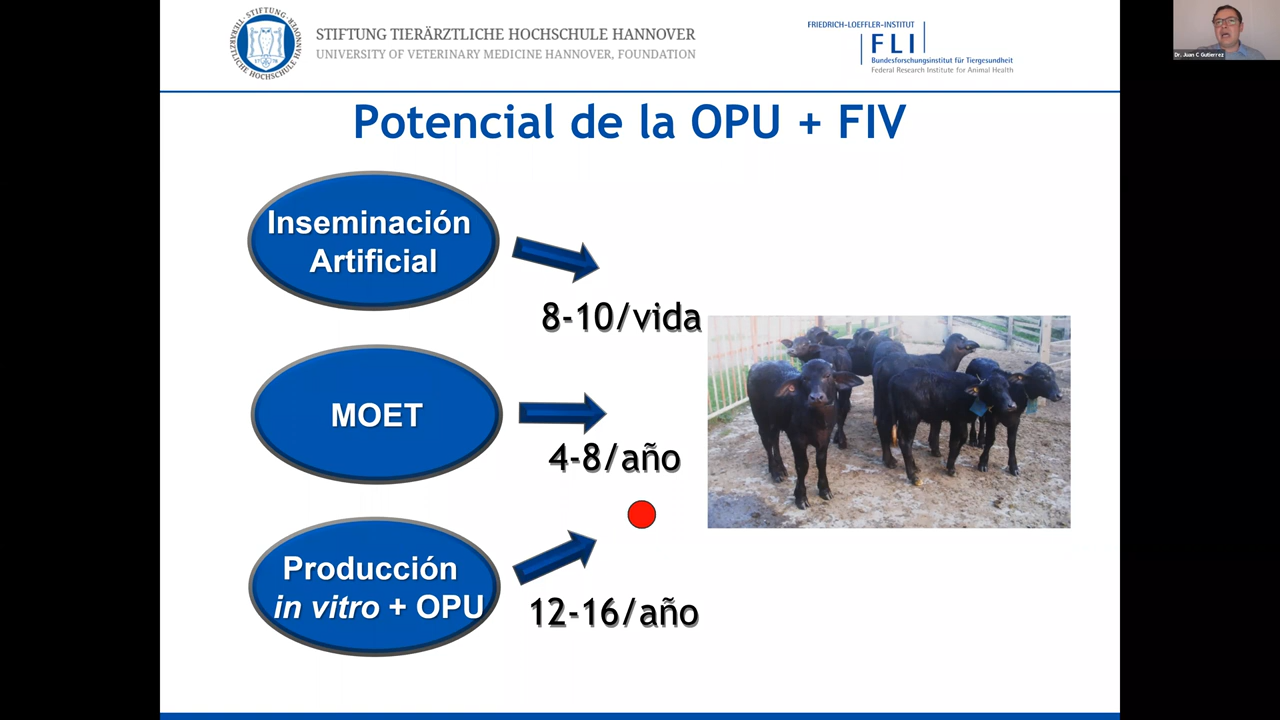 STIFTUNG TIERÄRZTLICHE HOCHSCHULE HANNOVER
UNIVERSITY OF VETERINARY MEDICINE HANNOVER, FOUNDATION
FRIEDRICH-LOEFFLER-INSTITUT
FLI
Bundesforschungsinstitut für Tiergesundheit
Federal Research Institute for Animal Health
Dr. Juan C Gutierrez
Potencial de la OPU + FIV
Inseminación
Artificial
8-10/vida
MOET
4-8/año
Producción
in vitro + OPU
12-16/año